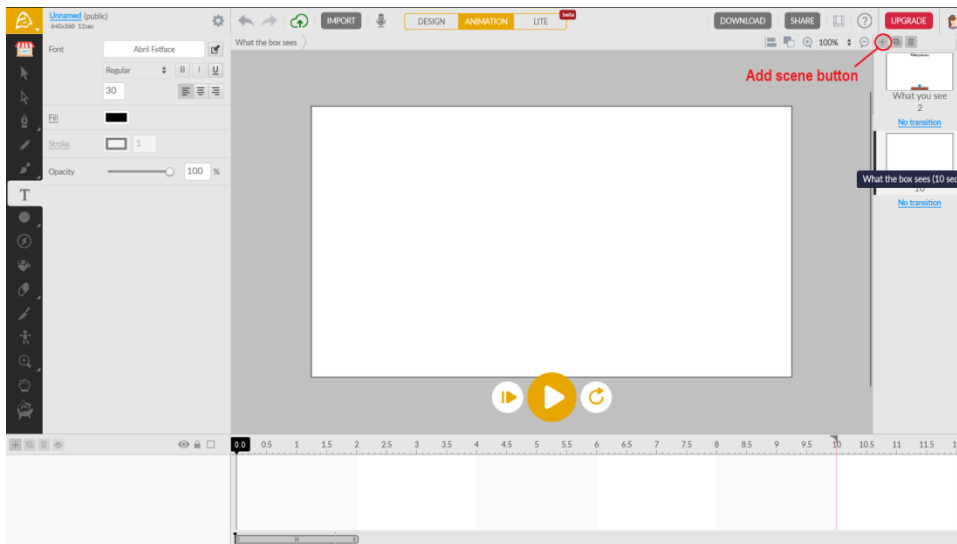 Unnamed (public)
640x360 12sec
IMPORT
DESIGN
ANIMATION
LITE
beta
DOWNLOAD
SHARE
?
UPGRADE
What the box sees
100%
Add scene button
Font
Abril Fatface
Regular
B I U
30
Fill
Stroke
1
Opacity
100 %
T
What you see
2
No transition
What the box sees (10 sec
10
No transition
0.0 0.5 1 1.5 2 2.5 3 3.5 4 4.5 5 5.5 6 6.5 7 7.5 8 8.5 9 9.5 10 10.5 11 11.5 1